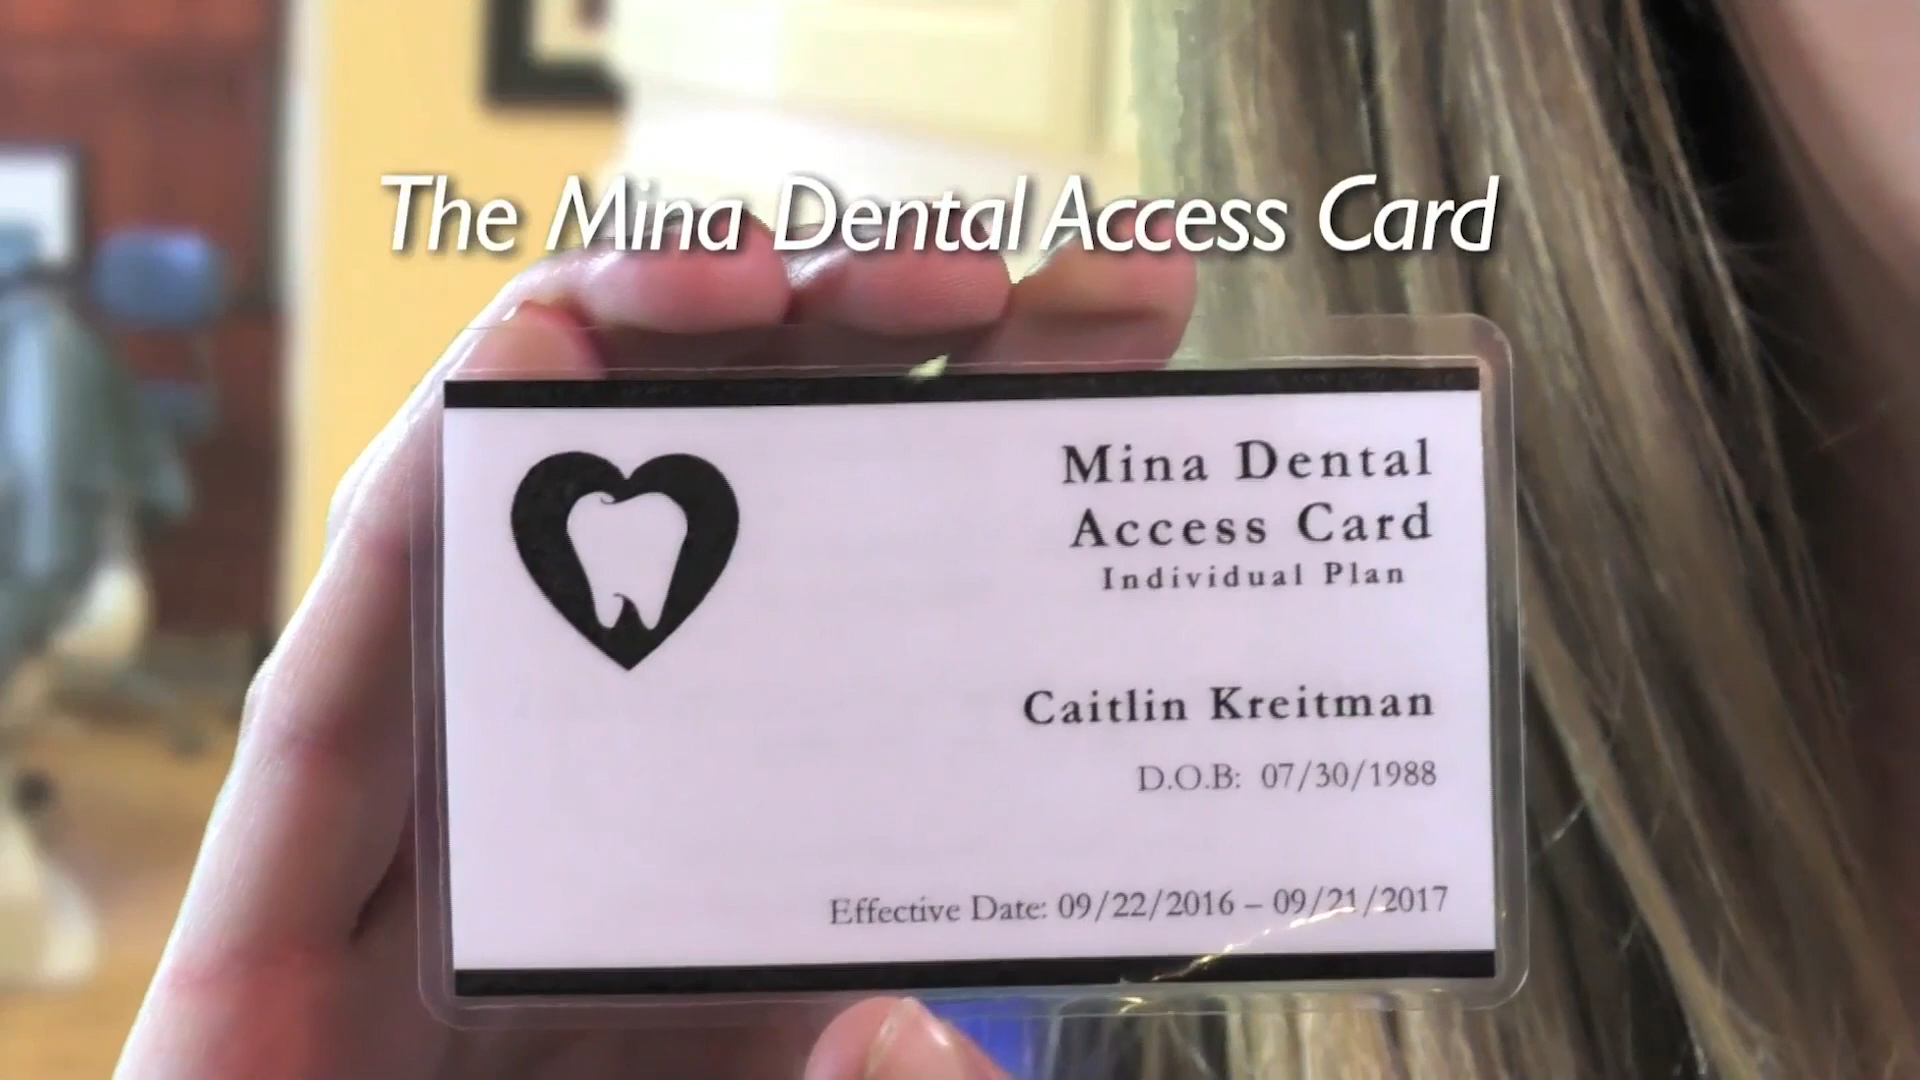 The Mina Dental Access Card
Mina Dental
Access Card
Individual Plan
Caitlin Kreitman
D.O.B: 07/30/1988
Effective Date: 09/22/2016 – 09/21/2017